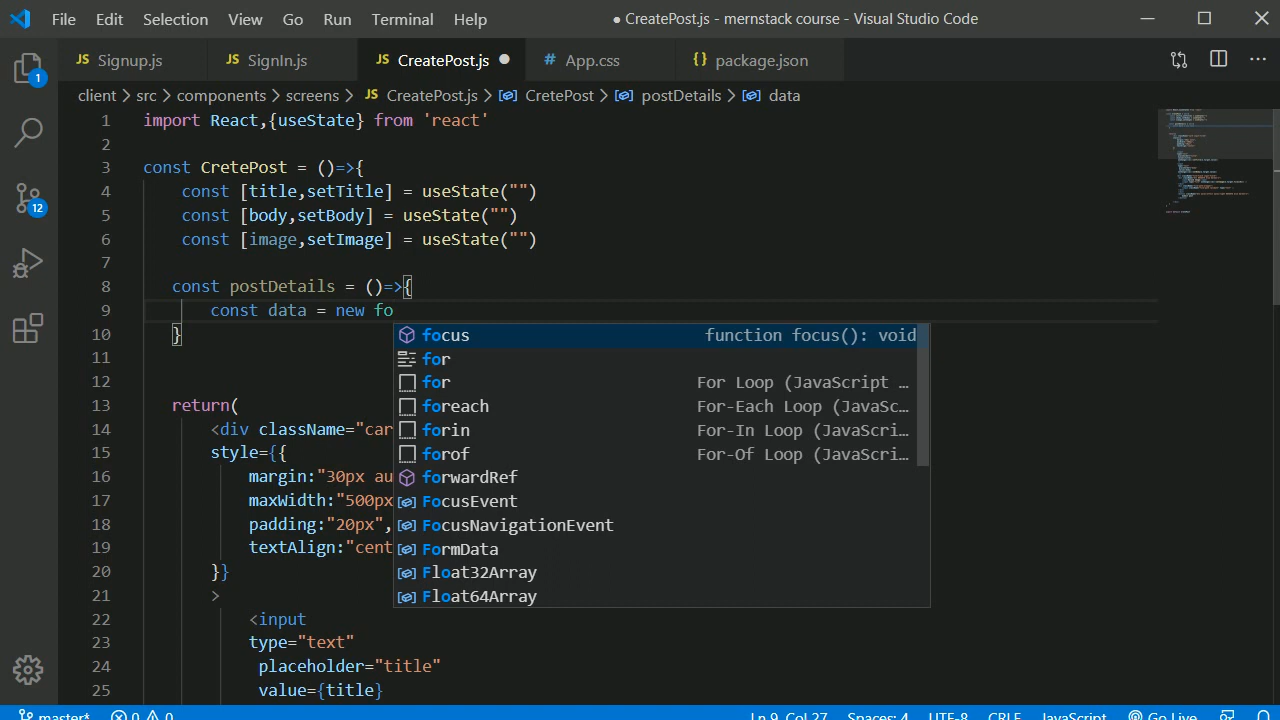 File Edit Selection View Go Run Terminal Help ● CreatePost.js - mernstack course - Visual Studio Code
JS Signup.js JS SignIn.js JS CreatePost.js # App.css {} package.json
client > src > components > screens > JS CreatePost.js > CretePost > postDetails > data
1 import React,{useState} from 'react'
2
3 const CretePost = ()=>{
4 const [title,setTitle] = useState("")
5 const [body,setBody] = useState("")
6 const [image,setImage] = useState("")
7
8 const postDetails = ()=>{
9 const data = new fo
10 }
focus function focus(): void
11
for
12
for For Loop (JavaScript …
13 return(
foreach For-Each Loop (JavaSc…
14 <div className="car
forin For-In Loop (JavaScri…
15 style={{
forof For-Of Loop (JavaScri…
16 margin:"30px au
forwardRef
17 maxWidth:"500px
FocusEvent
18 padding:"20px",
FocusNavigationEvent
19 textAlign:"cent
FormData
20 }}
Float32Array
21 >
Float64Array
22 <input
23 type="text"
24 placeholder="title"
25 value={title}
1
12
master* 0 0 Ln 9, Col 27 Spaces: 4 UTF-8 CRLF JavaScript Go Live